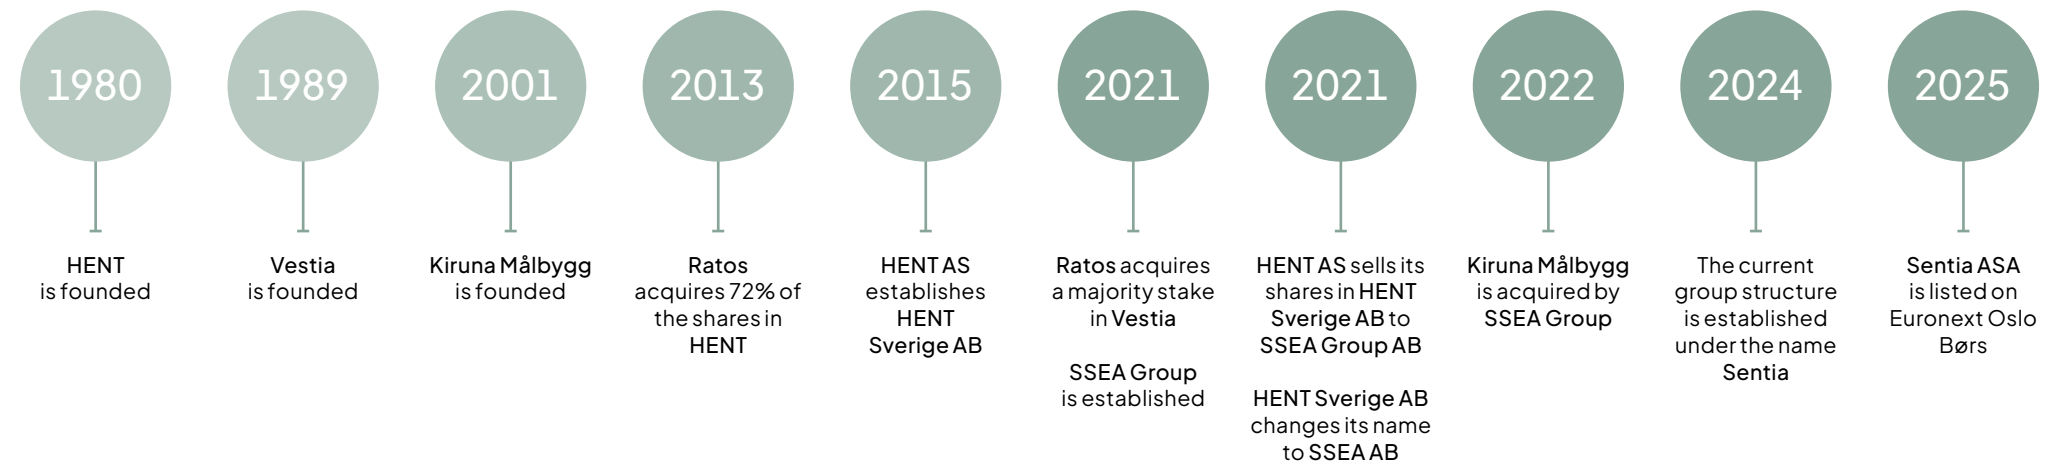 1980
HENT
is founded
1989
Vestia
is founded
2001
Kiruna Målbygg
is founded
2013
Ratos
acquires 72% of
the shares in
HENT
2015
HENT AS
establishes
HENT
Sverige AB
2021
Ratos acquires
a majority stake
in Vestia
SSEA Group
is established
2021
HENT AS sells its
shares in HENT
Sverige AB to
SSEA Group AB
HENT Sverige AB
changes its name
to SSEA AB
2022
Kiruna Målbygg
is acquired by
SSEA Group
2024
The current
group structure
is established
under the name
Sentia
2025
Sentia ASA
is listed on
Euronext Oslo
Børs